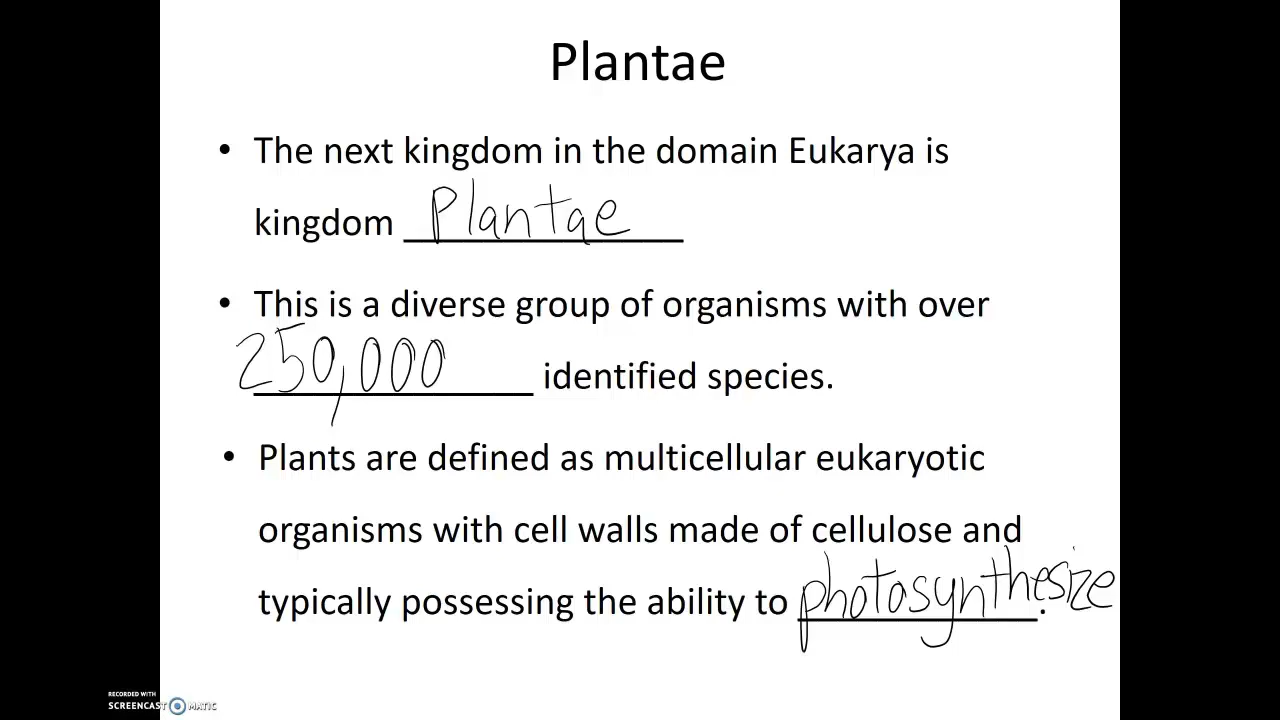 Plantae
• The next kingdom in the domain Eukarya is
kingdom Plantae
• This is a diverse group of organisms with over
250,000 identified species.
• Plants are defined as multicellular eukaryotic
organisms with cell walls made of cellulose and
typically possessing the ability to photosynthesize.
RECORDED WITH
SCREENCAST MATIC